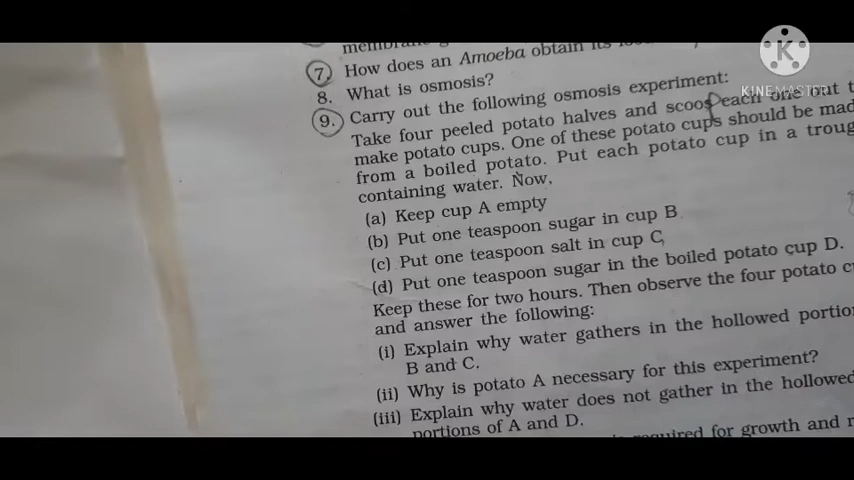 membrane
7. How does an Amoeba obtain its
8. What is osmosis?
9. Carry out the following osmosis experiment:
Take four peeled potato halves and scoop each one out
make potato cups. One of these potato cups should be
from a boiled potato. Put each potato cup in a
containing water. Now,
(a) Keep cup A empty
(b) Put one teaspoon sugar in cup B
(c) Put one teaspoon salt in cup C
(d) Put one teaspoon sugar in the boiled potato cup D.
Keep these for two hours. Then observe the four potato
and answer the following:
(i) Explain why water gathers in the hollowed
B and C.
(ii) Why is potato A necessary for this experiment?
(iii) Explain why water does not gather in the hollowed
portions of A and D.
required for growth and
K
KINEMASTER